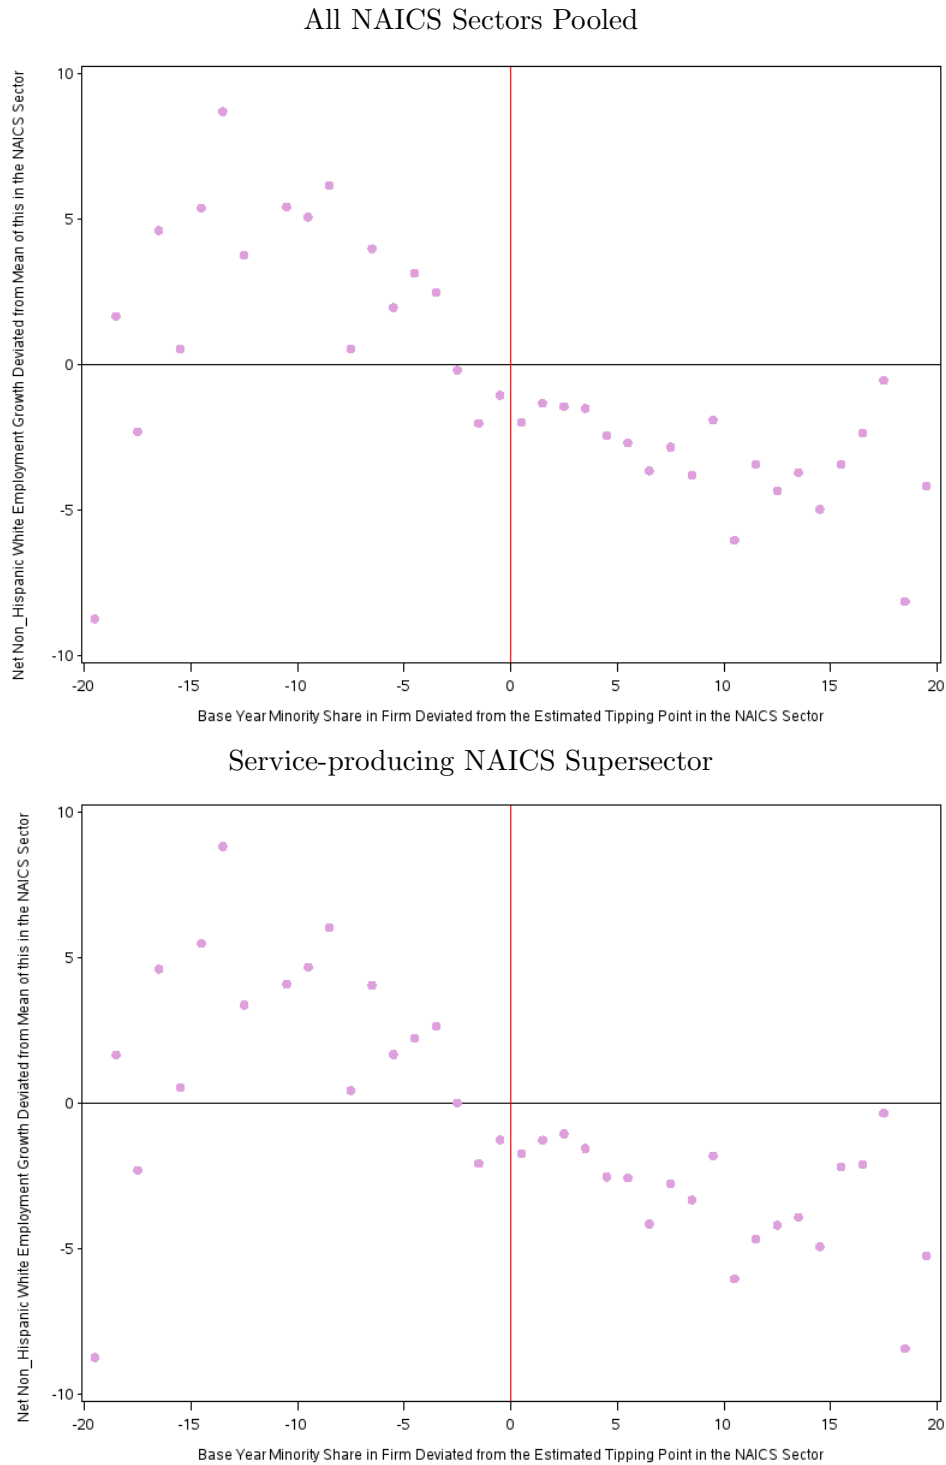 All NAICS Sectors Pooled
Net Non_Hispanic White Employment Growth Deviated from Mean of this in the NAICS Sector
10
5
0
-5
-10
-20 -15 -10 -5 0 5 10 15 20
Base Year Minority Share in Firm Deviated from the Estimated Tipping Point in the NAICS Sector
Service-producing NAICS Supersector
Net Non_Hispanic White Employment Growth Deviated from Mean of this in the NAICS Sector
10
5
0
-5
-10
-20 -15 -10 -5 0 5 10 15 20
Base Year Minority Share in Firm Deviated from the Estimated Tipping Point in the NAICS Sector